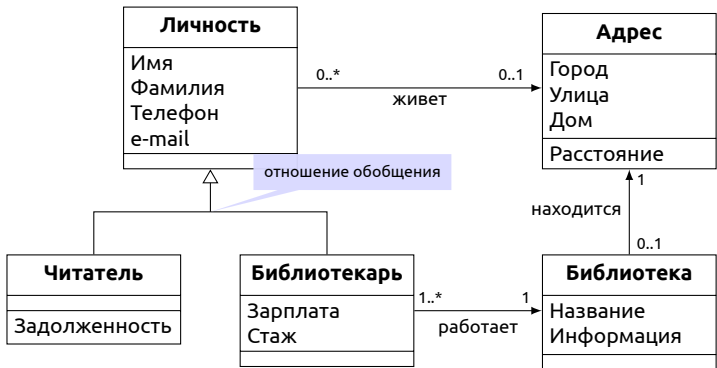 Личность
Имя
Фамилия
Телефон
e-mail
0..*
0..1
живет
Адрес
Город
Улица
Дом
Расстояние
отношение обобщения
1
находится
0..1
Читатель
Задолженность
Библиотекарь
Зарплата
Стаж
1..*
1
работает
Библиотека
Название
Информация